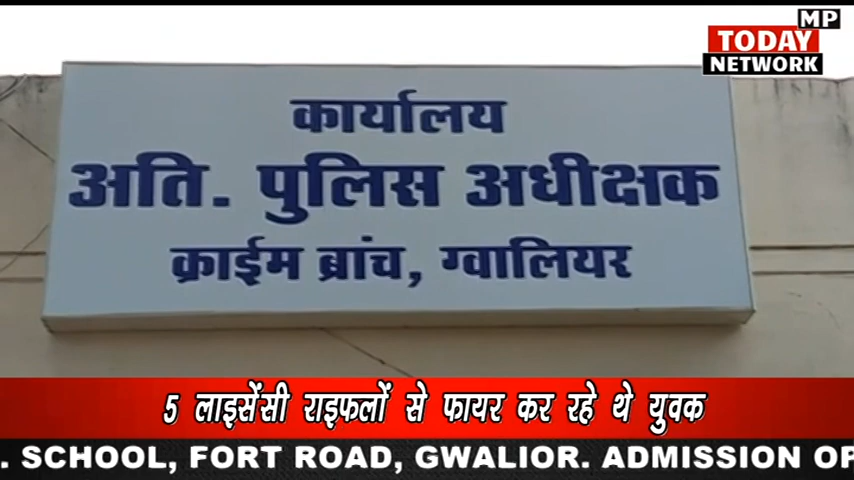 MP
TODAY
NETWORK
कार्यालय
अति. पुलिस अधीक्षक
क्राईम ब्रांच, ग्वालियर
5 लाइसेंसी राइफलों से फायर कर रहे थे युवक
. SCHOOL, FORT ROAD, GWALIOR. ADMISSION OP